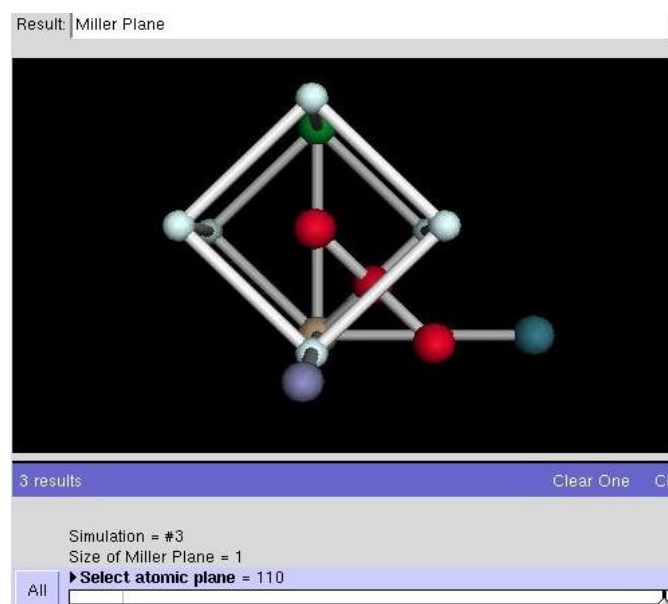 Result: Miller Plane
3 results Clear One Cl
Simulation = #3
Size of Miller Plane = 1
Select atomic plane = 110
All